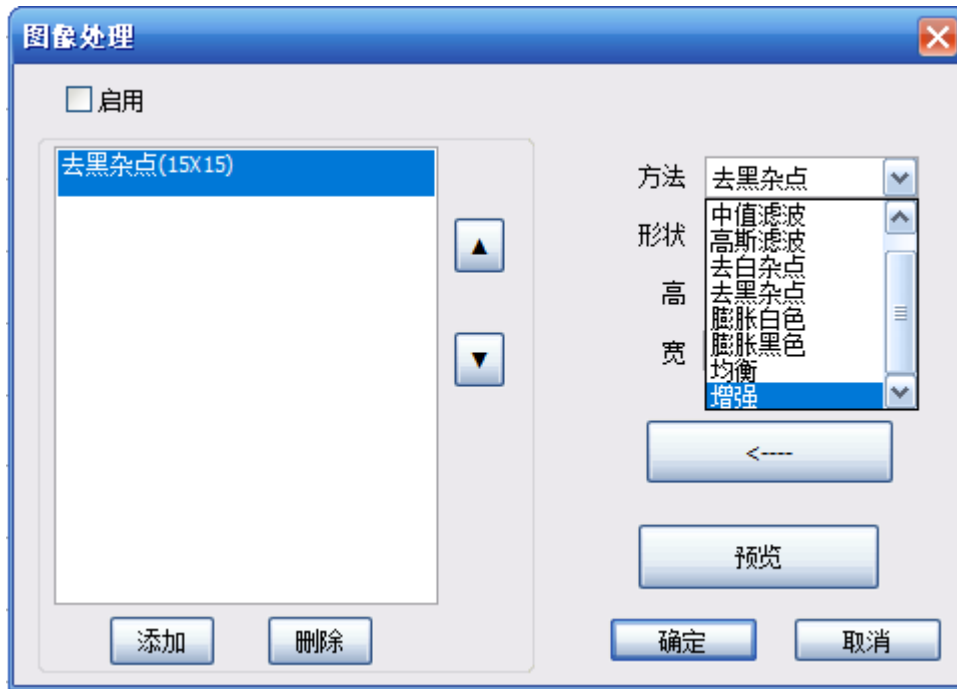 图像处理
启用
去黑杂点(15X15)
▲
▼
添加
删除
方法
去黑杂点
形状
高
宽
中值滤波
高斯滤波
去白杂点
去黑杂点
膨胀白色
膨胀黑色
均衡
增强
<----
预览
确定
取消